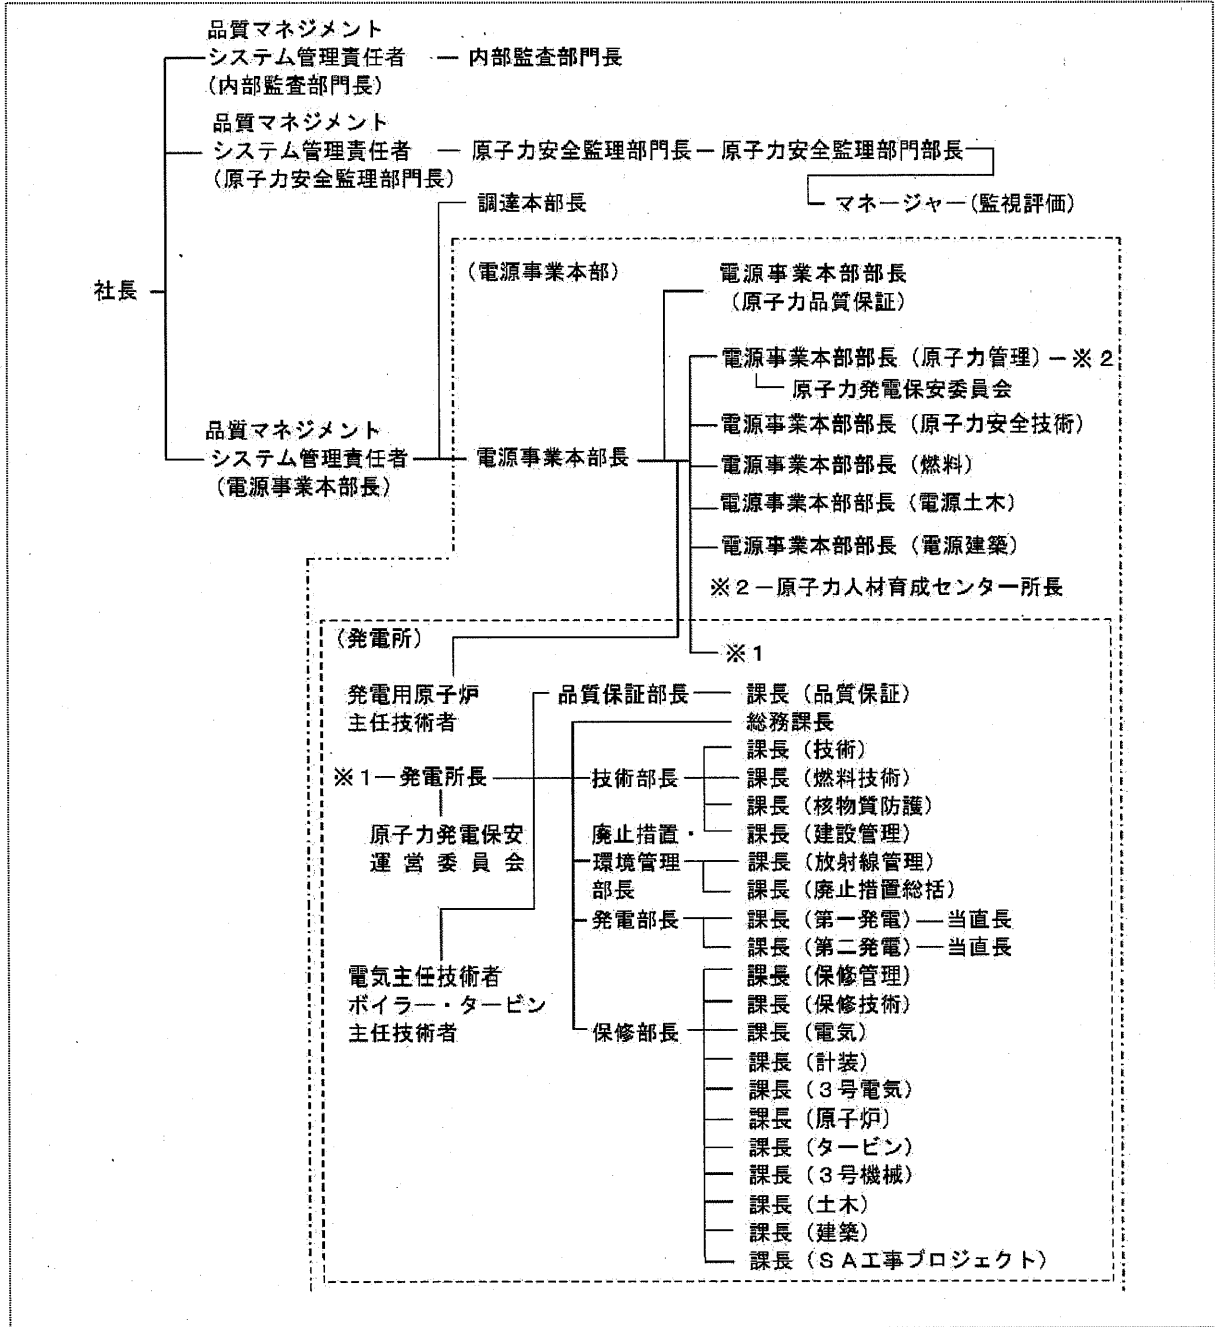 品質マネジメント
システム管理責任者 ― 内部監査部門長
(内部監査部門長)
品質マネジメント
システム管理責任者 ― 原子力安全監理部門長 ― 原子力安全監理部門部長
(原子力安全監理部門長)
マネージャー(監視評価)
調達本部長
社長
(電源事業本部)
電源事業本部部長
(原子力品質保証)
電源事業本部部長(原子力管理)―※2
原子力発電保安委員会
品質マネジメント
システム管理責任者
(電源事業本部長)
電源事業本部長
電源事業本部部長(原子力安全技術)
電源事業本部部長(燃料)
電源事業本部部長(電源土木)
電源事業本部部長(電源建築)
※2―原子力人材育成センター所長
(発電所)
※1
発電用原子炉
主任技術者
品質保証部長 課長(品質保証)
総務課長
※1―発電所長
原子力発電保安
運営委員会
技術部長
課長(技術)
課長(燃料技術)
課長(核物質防護)
課長(建設管理)
廃止措置・
環境管理
部長
課長(放射線管理)
課長(廃止措置総括)
発電部長
課長(第一発電)―当直長
課長(第二発電)―当直長
電気主任技術者
ボイラー・タービン
主任技術者
保修部長
課長(保修管理)
課長(保修技術)
課長(電気)
課長(計装)
課長(3号電気)
課長(原子炉)
課長(タービン)
課長(3号機械)
課長(土木)
課長(建築)
課長(SA工事プロジェクト)